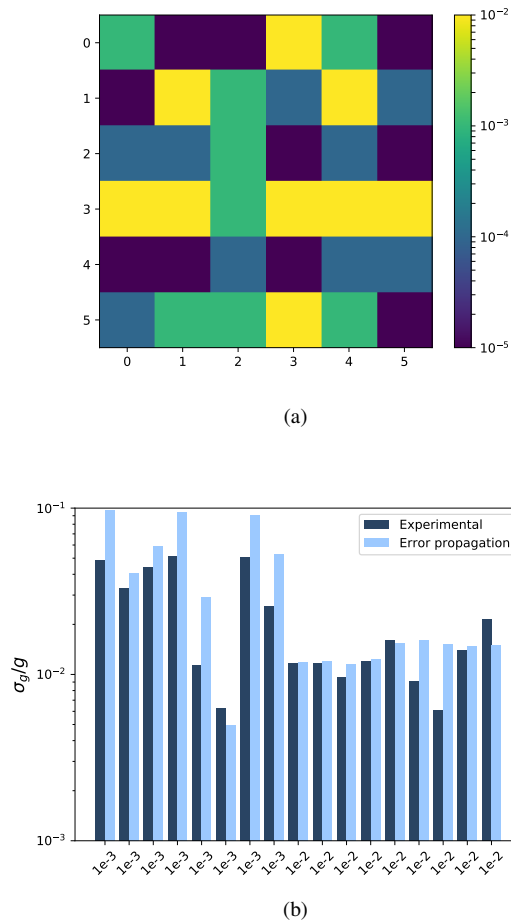 0
1
2
3
4
5
0 1 2 3 4 5
10⁻²
10⁻³
10⁻⁴
10⁻⁵
(a)
10⁻¹
10⁻²
10⁻³
σg/g
Experimental
Error propagation
1e-3 1e-3 1e-3 1e-3 1e-3 1e-3 1e-3 1e-3 1e-2 1e-2 1e-2 1e-2 1e-2 1e-2 1e-2 1e-2 1e-2
(b)